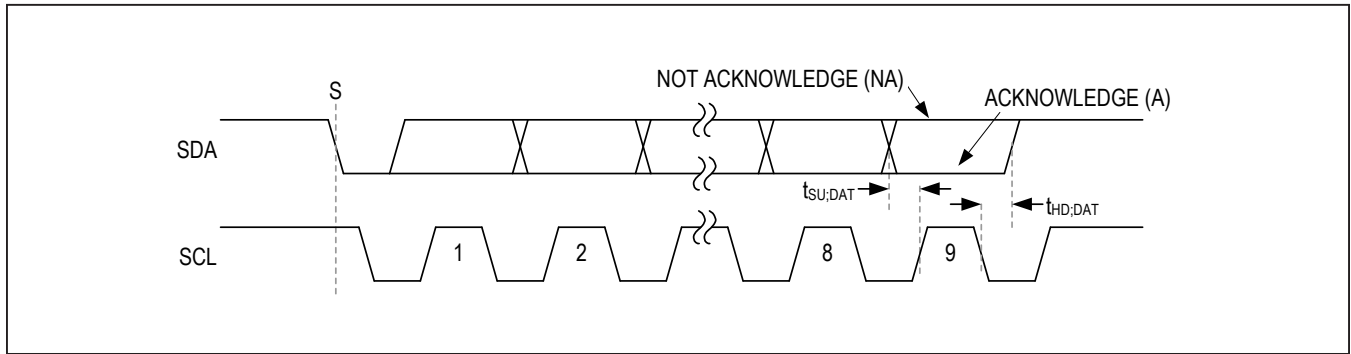 S
NOT ACKNOWLEDGE (NA)
ACKNOWLEDGE (A)
SDA
tSU;DAT
tHD;DAT
SCL
1
2
8
9